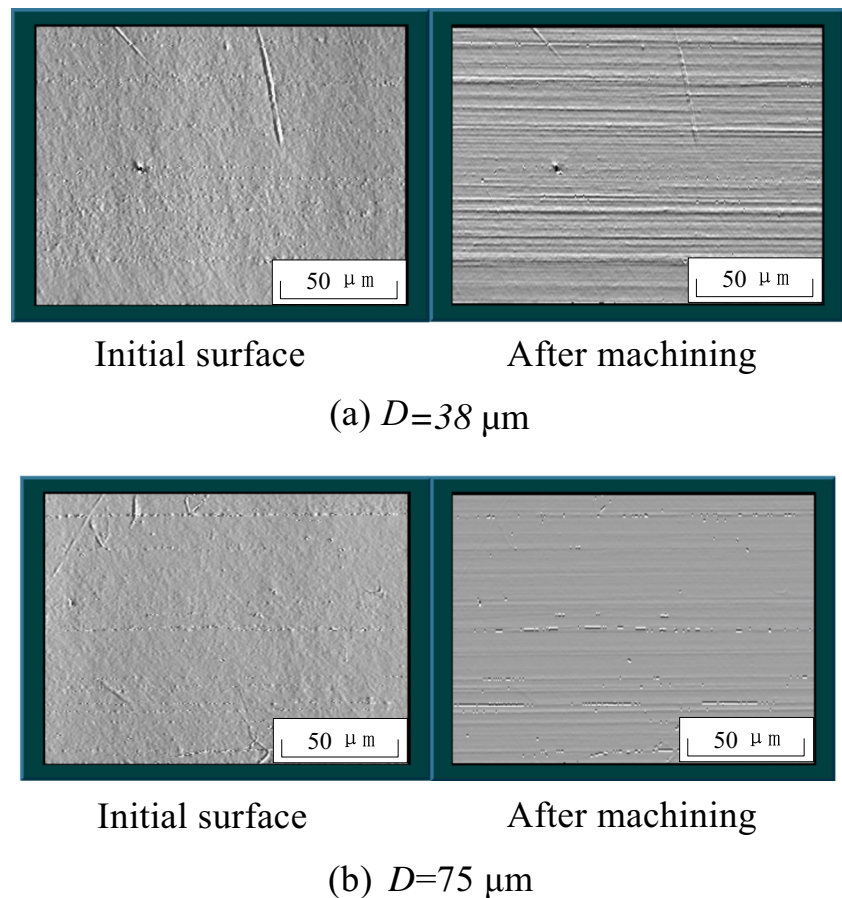 50 μm
50 μm
Initial surface
After machining
(a) D=38 μm
50 μm
50 μm
Initial surface
After machining
(b) D=75 μm